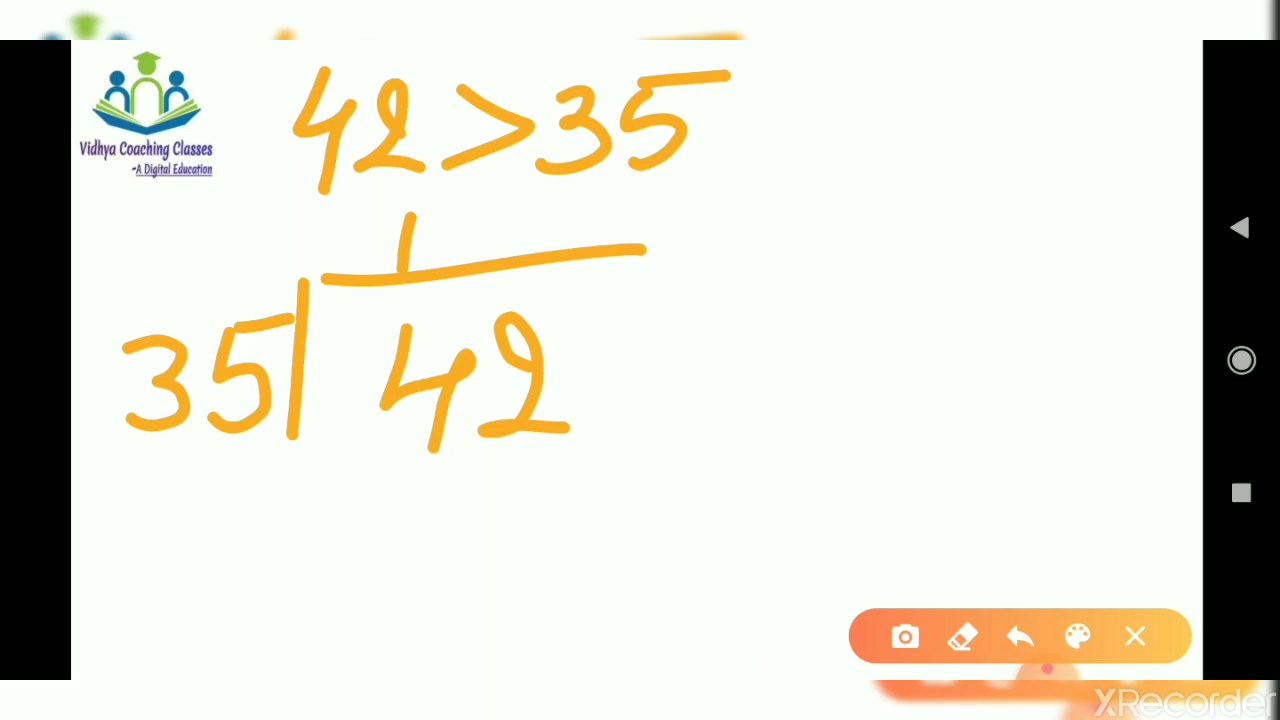 Vidhya Coaching Classes
-A Digital Education
42 > 35
1
35 42
XRecorder